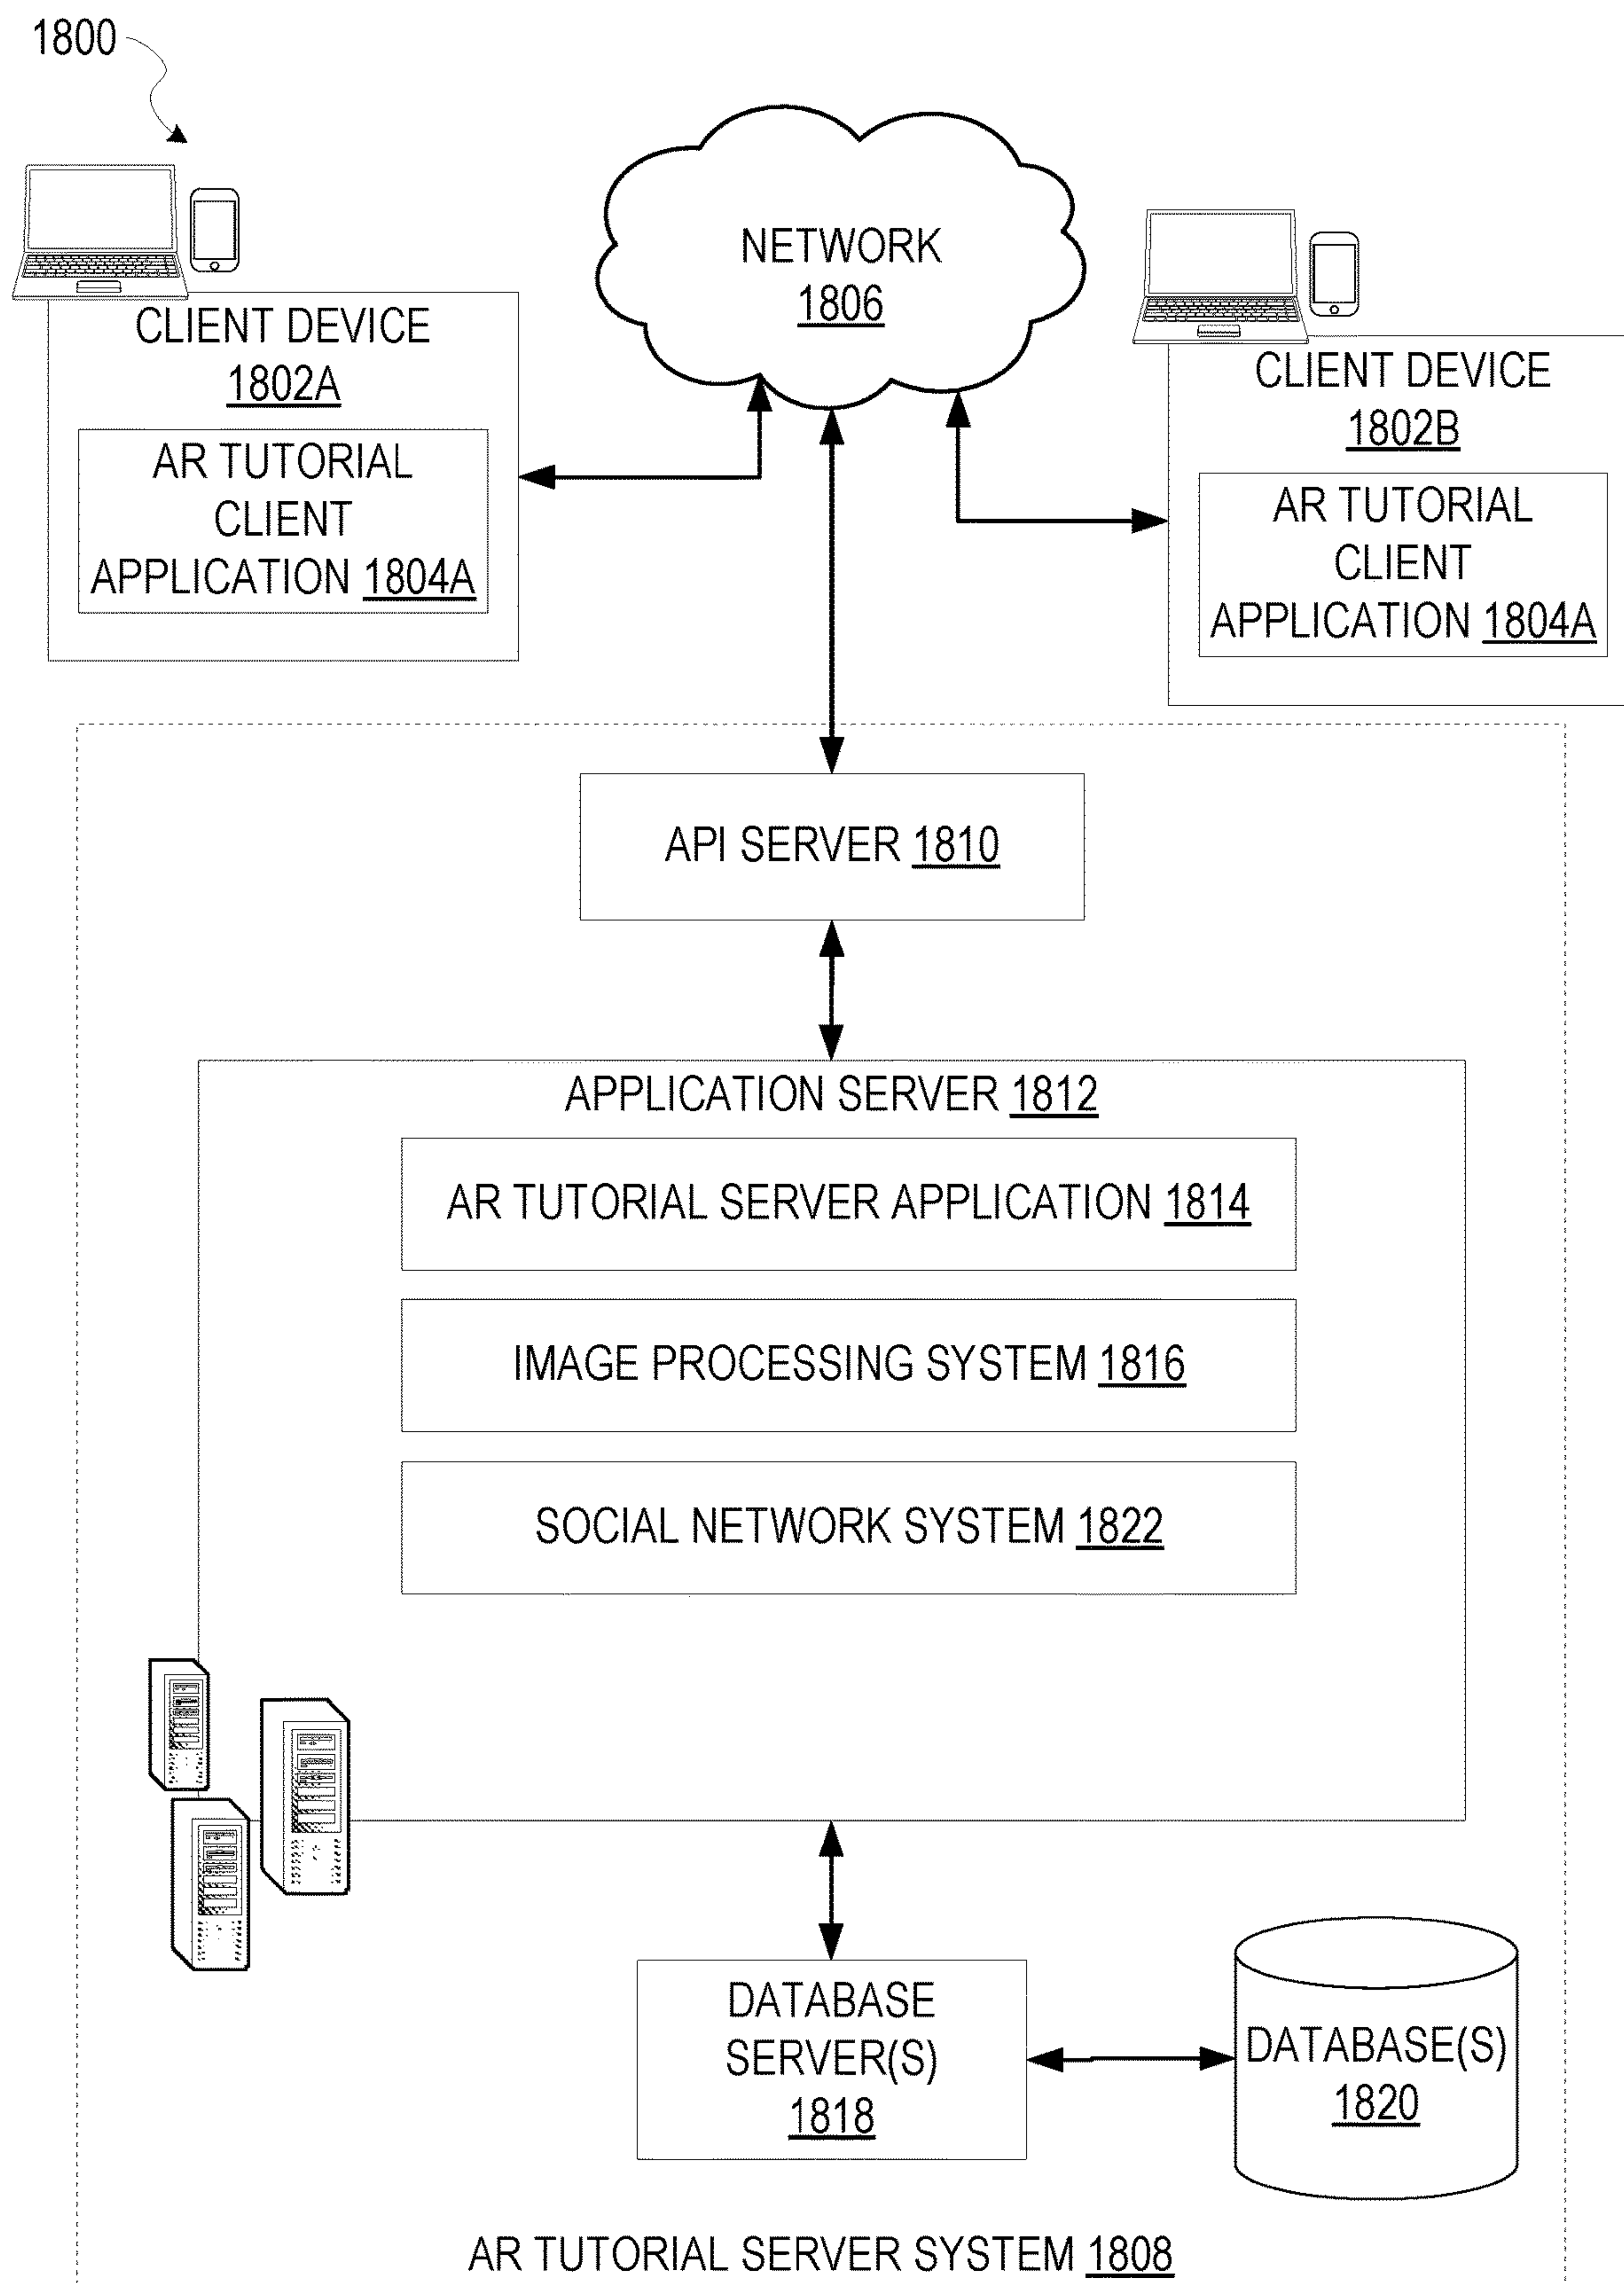 1800
NETWORK
1806
CLIENT DEVICE
1802A
AR TUTORIAL
CLIENT
APPLICATION 1804A
CLIENT DEVICE
1802B
AR TUTORIAL
CLIENT
APPLICATION 1804A
API SERVER 1810
APPLICATION SERVER 1812
AR TUTORIAL SERVER APPLICATION 1814
IMAGE PROCESSING SYSTEM 1816
SOCIAL NETWORK SYSTEM 1822
DATABASE
SERVER(S)
1818
DATABASE(S)
1820
AR TUTORIAL SERVER SYSTEM 1808